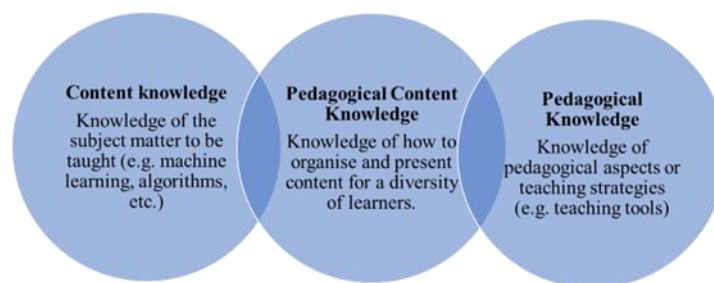 Content knowledge
Knowledge of the
subject matter to be
taught (e.g. machine
learning, algorithms,
etc.)
Pedagogical Content
Knowledge
Knowledge of how to
organise and present
content for a diversity
of learners.
Pedagogical
Knowledge
Knowledge of
pedagogical aspects or
teaching strategies
(e.g. teaching tools)